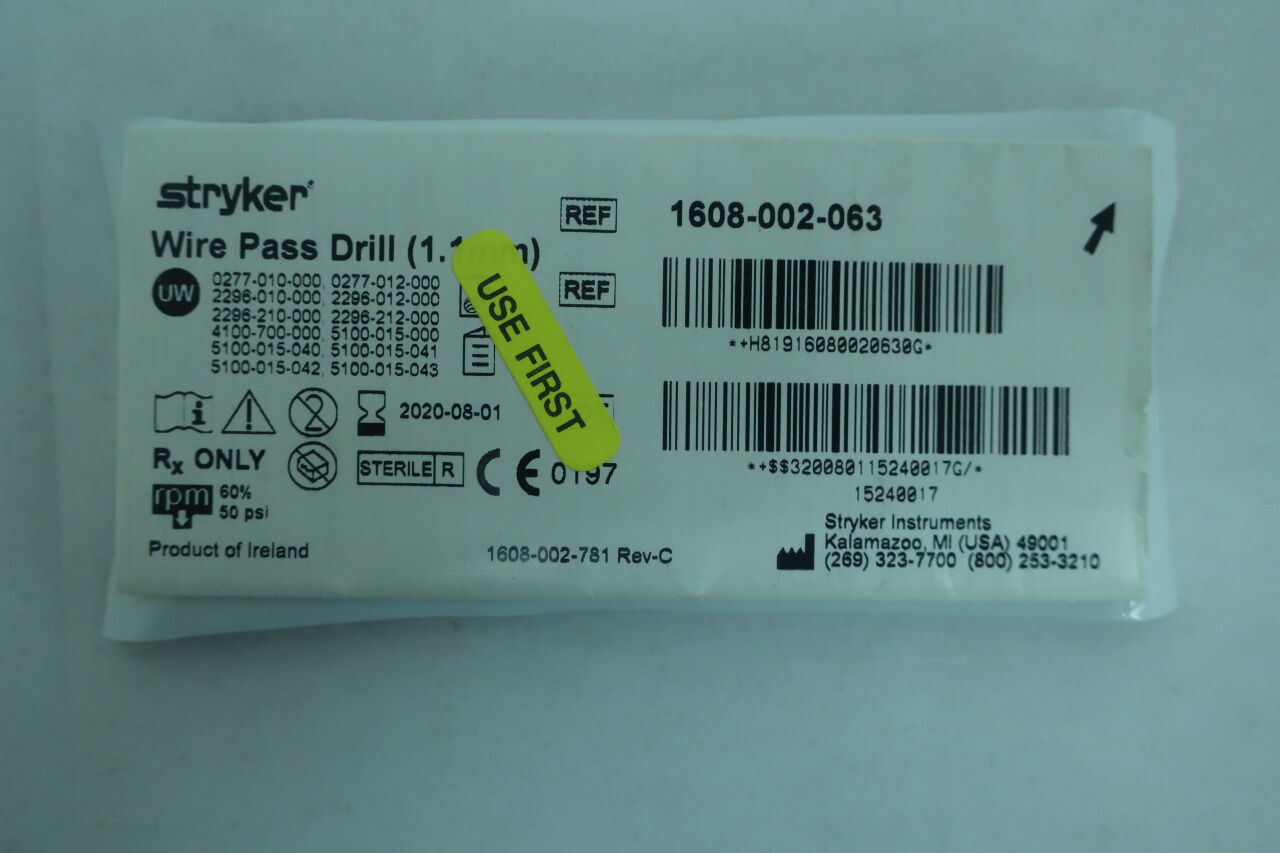 stryker
Wire Pass Drill (1.1mm)
UW
0277-010-000, 0277-012-000
2296-010-000, 2296-012-000
2296-210-000, 2296-212-000
4100-700-000, 5100-015-000
5100-015-040, 5100-015-041
5100-015-042, 5100-015-043
2020-08-01
Rx ONLY
STERILE R
CE 0197
rpm
60%
50 psi
Product of Ireland
1608-002-781 Rev-C
USE FIRST
REF
1608-002-063
REF
*+H81916080020630G*
*+$$320080115240017G/*
15240017
Stryker Instruments
Kalamazoo, MI (USA) 49001
(269) 323-7700 (800) 253-3210